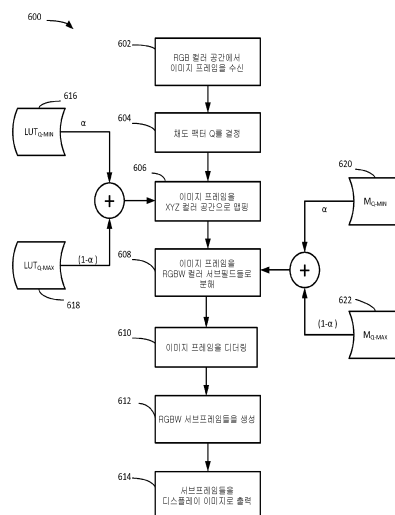 600
602
RGB 컬러 공간에서
이미지 프레임을 수신
616
LUTQ-MIN
α
604
채도 팩터 Q를 결정
606
620
이미지 프레임을
XYZ 컬러 공간으로 맵핑
+
MQ-MIN
α
LUTQ-MAX
(1-α)
618
608
이미지 프레임을
RGBW 컬러 서브필드들로
분해
+
622
(1-α)
MQ-MAX
610
이미지 프레임을 디더링
612
RGBW 서브프레임들을 생성
614
서브프레임들을
디스플레이 이미지로 출력